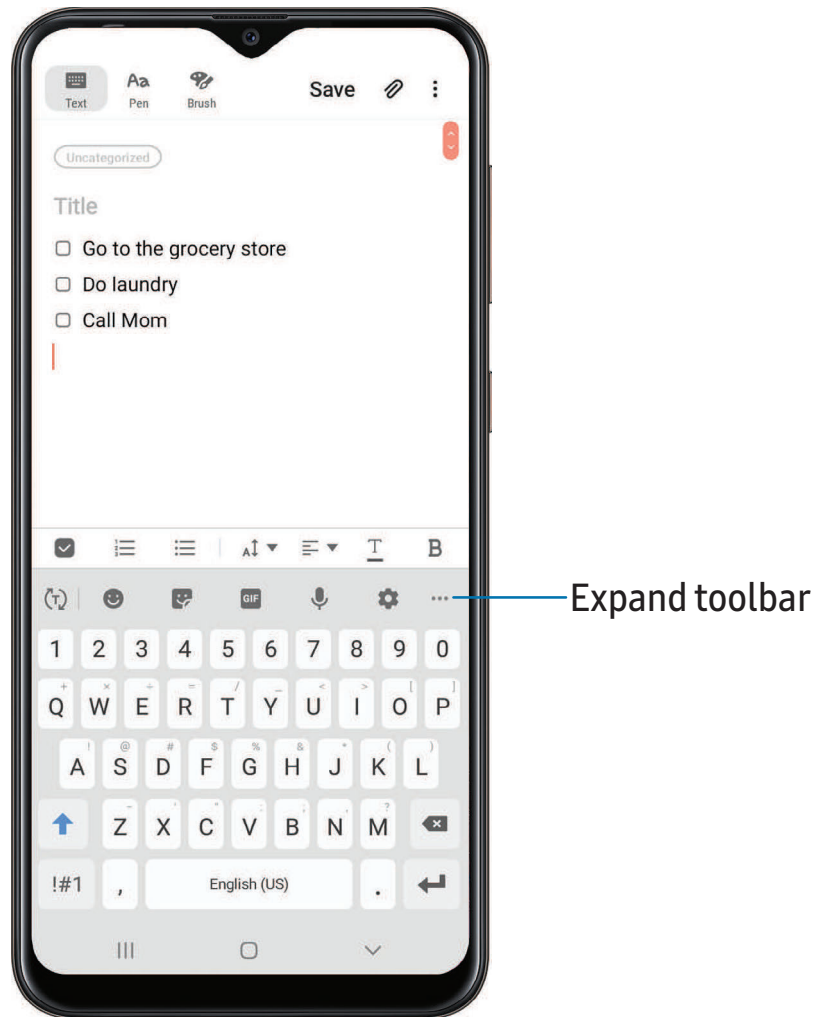 Text Aa Pen Brush Save
Uncategorized
Title
Go to the grocery store
Do laundry
Call Mom
A T B
T GIF
Expand toolbar
1 2 3 4 5 6 7 8 9 0
+ × ÷ = / _ < > [ ]
Q W E R T Y U I O P
! @ # $ % & * ( )
A S D F G H J K L
- ' " : ; , ?
Z X C V B N M
!#1 , English (US) .